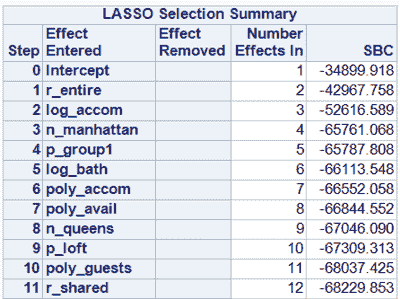 LASSO Selection Summary
Step Effect Entered Effect Removed Number Effects In SBC
0 Intercept 1 -34899.918
1 r_entire 2 -42967.758
2 log_accom 3 -52616.589
3 n_manhattan 4 -65761.068
4 p_group1 5 -65787.808
5 log_bath 6 -66113.548
6 poly_accom 7 -66552.058
7 poly_avail 8 -66844.552
8 n_queens 9 -67046.090
9 p_loft 10 -67309.313
10 poly_guests 11 -68037.425
11 r_shared 12 -68229.853